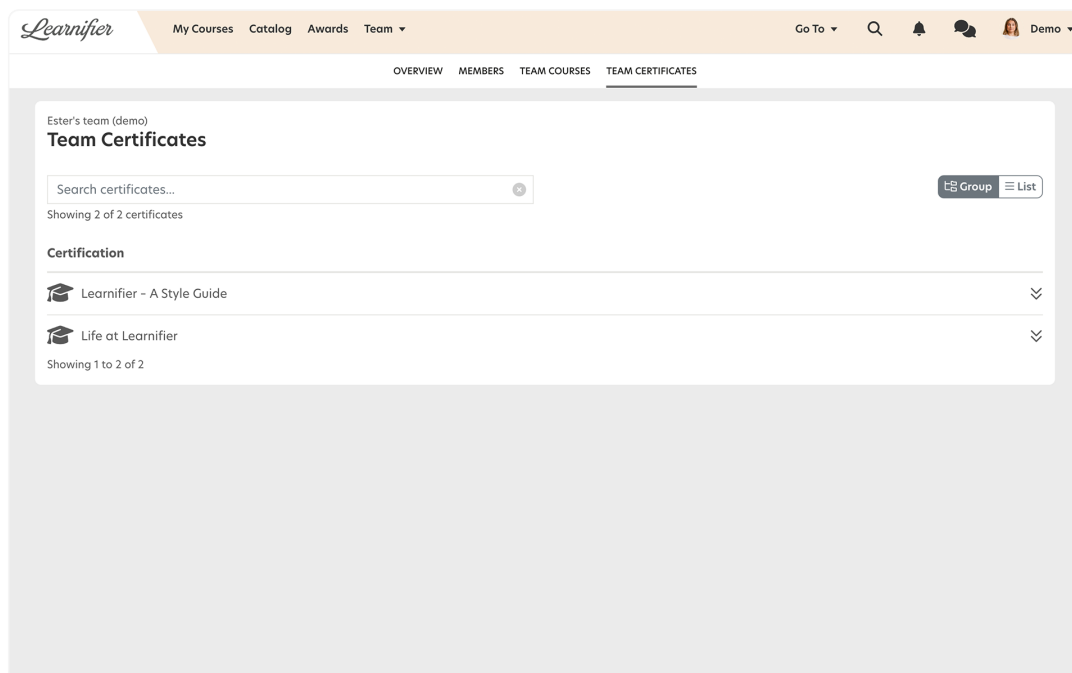 Learnifier My Courses Catalog Awards Team Go To Demo
OVERVIEW MEMBERS TEAM COURSES TEAM CERTIFICATES
Ester's team (demo)
Team Certificates
Search certificates... Group List
Showing 2 of 2 certificates
Certification
Learnifier – A Style Guide
Life at Learnifier
Showing 1 to 2 of 2